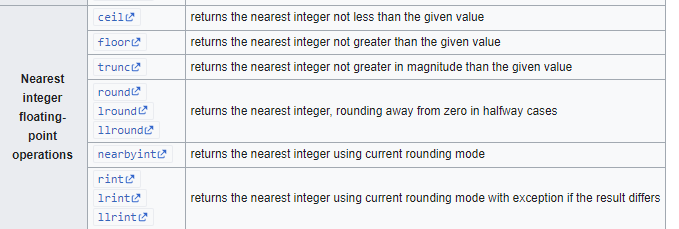 ceil
returns the nearest integer not less than the given value
floor
returns the nearest integer not greater than the given value
trunc
returns the nearest integer not greater in magnitude than the given value
Nearest
integer
floating-
point
operations
round
lround
llround
returns the nearest integer, rounding away from zero in halfway cases
nearbyint
returns the nearest integer using current rounding mode
rint
lrint
llrint
returns the nearest integer using current rounding mode with exception if the result differs